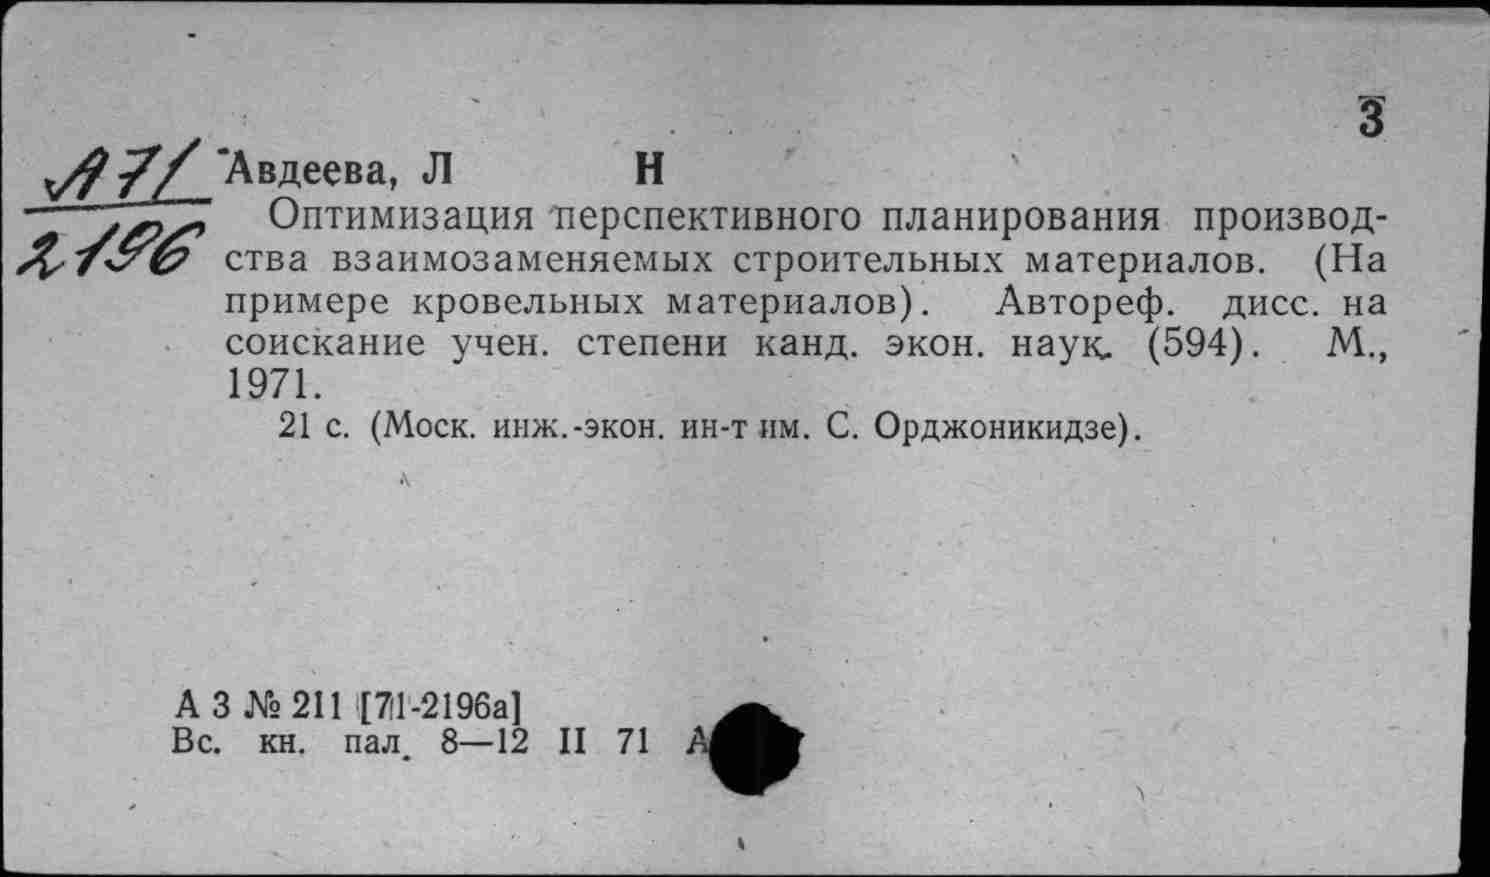 3
А71 Авдеева, Л Н
2196 Оптимизация перспективного планирования производ-
ства взаимозаменяемых строительных материалов. (На
примере кровельных материалов). Автореф. дисс. на
соискание учен. степени канд. экон. наук. (594). М.,
1971.
21 с. (Моск. инж.-экон. ин-т им. С. Орджоникидзе).
А 3 № 211 [71-2196а]
Вс. кн. пал. 8—12 II 71 А